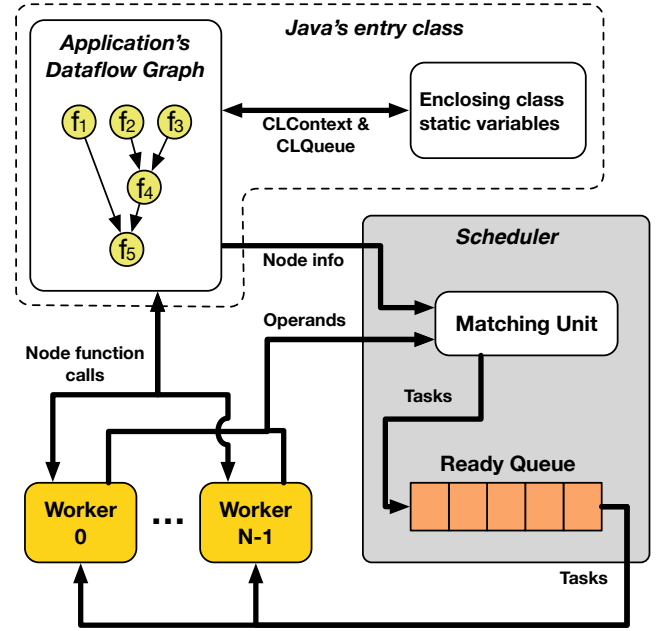 Java's entry class
Application's
Dataflow Graph
f1
f2
f3
f4
f5
CLContext &
CLQueue
Enclosing class
static variables
Scheduler
Node info
Matching Unit
Operands
Node function
calls
Tasks
Ready Queue
Worker
0
...
Worker
N-1
Tasks